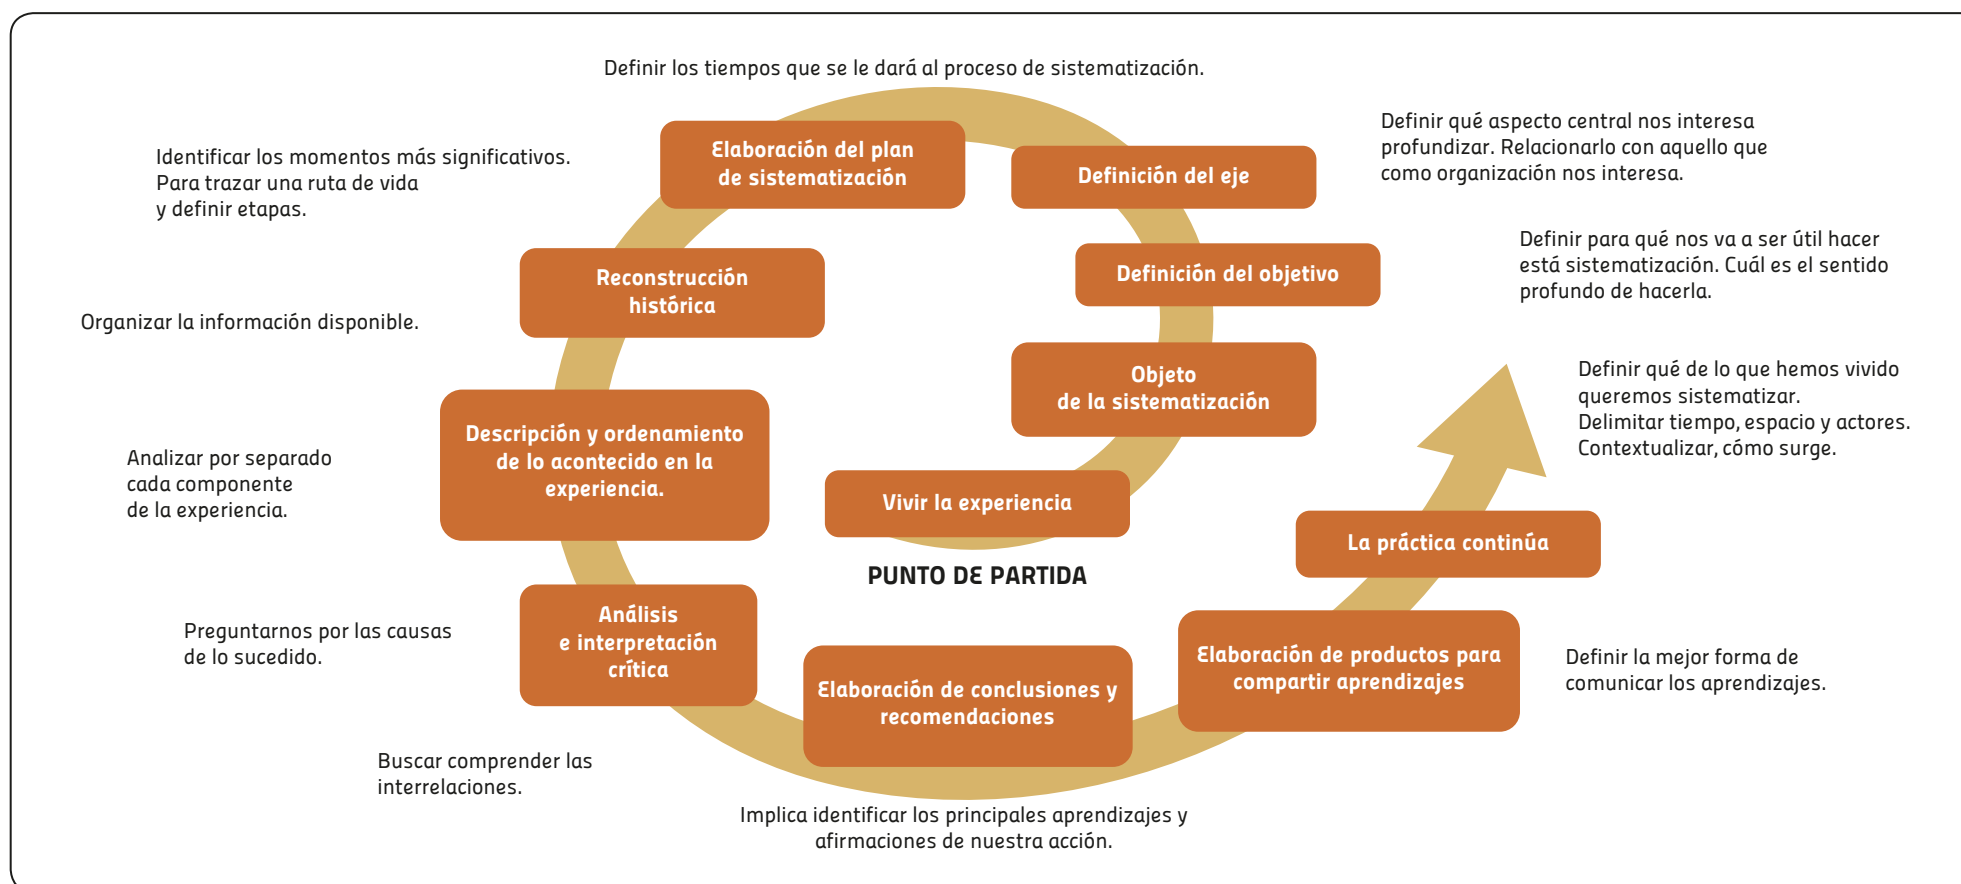 Definir los tiempos que se le dará al proceso de sistematización.
Elaboración del plan
de sistematización
Definición del eje
Definir qué aspecto central nos interesa
profundizar. Relacionarlo con aquello que
como organización nos interesa.
Identificar los momentos más significativos.
Para trazar una ruta de vida
y definir etapas.
Reconstrucción
histórica
Definición del objetivo
Definir para qué nos va a ser útil hacer
está sistematización. Cuál es el sentido
profundo de hacerla.
Organizar la información disponible.
Objeto
de la sistematización
Definir qué de lo que hemos vivido
queremos sistematizar.
Delimitar tiempo, espacio y actores.
Contextualizar, cómo surge.
Descripción y ordenamiento
de lo acontecido en la
experiencia.
Analizar por separado
cada componente
de la experiencia.
Vivir la experiencia
PUNTO DE PARTIDA
La práctica continúa
Análisis
e interpretación
crítica
Preguntarnos por las causas
de lo sucedido.
Elaboración de conclusiones y
recomendaciones
Elaboración de productos para
compartir aprendizajes
Definir la mejor forma de
comunicar los aprendizajes.
Buscar comprender las
interrelaciones.
Implica identificar los principales aprendizajes y
afirmaciones de nuestra acción.